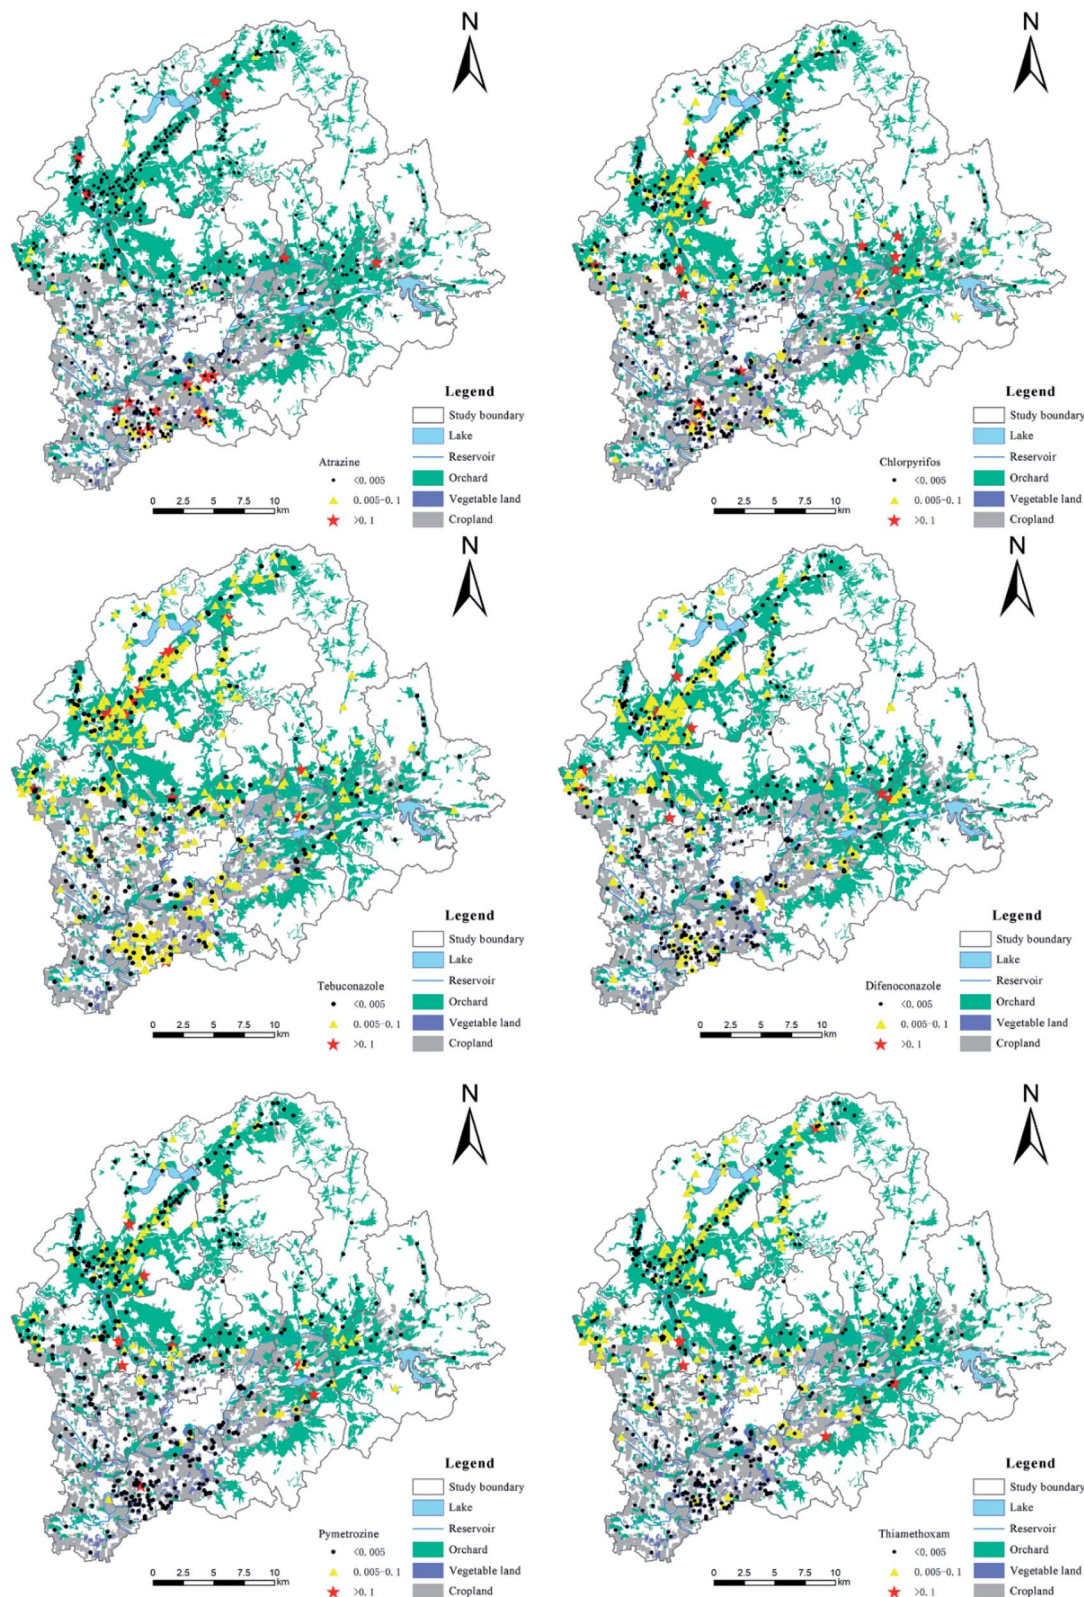 N
Legend
Study boundary
Lake
Reservoir
Orchard
Vegetable land
Cropland
Atrazine
<0.005
0.005-0.1
>0.1
0 2.5 5 7.5 10
km
N
Legend
Study boundary
Lake
Reservoir
Orchard
Vegetable land
Cropland
Chlorpyrifos
<0.005
0.005-0.1
>0.1
0 2.5 5 7.5 10
km
N
Legend
Study boundary
Lake
Reservoir
Orchard
Vegetable land
Cropland
Tebuconazole
<0.005
0.005-0.1
>0.1
0 2.5 5 7.5 10
km
N
Legend
Study boundary
Lake
Reservoir
Orchard
Vegetable land
Cropland
Difenoconazole
<0.005
0.005-0.1
>0.1
0 2.5 5 7.5 10
km
N
Legend
Study boundary
Lake
Reservoir
Orchard
Vegetable land
Cropland
Pymetrozine
<0.005
0.005-0.1
>0.1
0 2.5 5 7.5 10
km
N
Legend
Study boundary
Lake
Reservoir
Orchard
Vegetable land
Cropland
Thiamethoxam
<0.005
0.005-0.1
>0.1
0 2.5 5 7.5 10
km